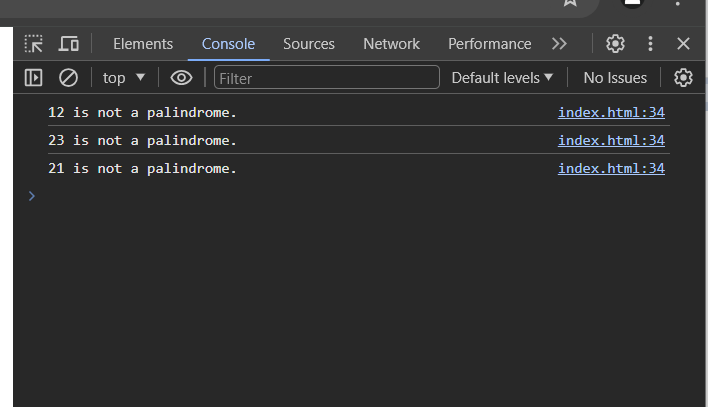 Elements Console Sources Network Performance
top Filter Default levels No Issues
12 is not a palindrome. index.html:34
23 is not a palindrome. index.html:34
21 is not a palindrome. index.html:34